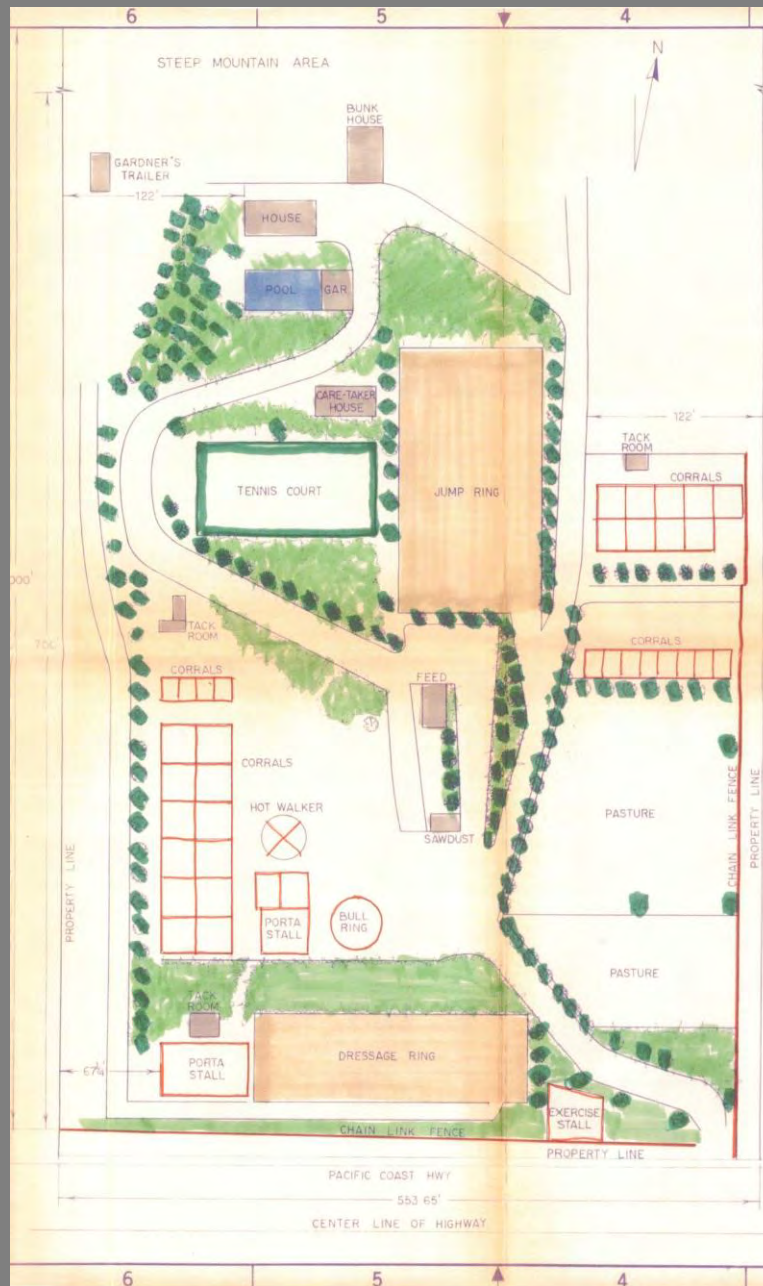 6 5 4
STEEP MOUNTAIN AREA
N
BUNK
HOUSE
GARDNER'S
TRAILER
122'
HOUSE
POOL
GAR
CARE-TAKER
HOUSE
122'
TACK
ROOM
CORRALS
TENNIS COURT
JUMP RING
TACK
ROOM
CORRALS
CORRALS
FEED
CORRALS
HOT WALKER
PASTURE
CHAIN LINK FENCE
PROPERTY LINE
SAWDUST
PROPERTY LINE
PORTA
STALL
BULL
RING
PASTURE
TACK
ROOM
DRESSAGE RING
PORTA
STALL
67¼'
EXERCISE
STALL
CHAIN LINK FENCE
PROPERTY LINE
PACIFIC COAST HWY
553 65'
CENTER LINE OF HIGHWAY
6 5 4